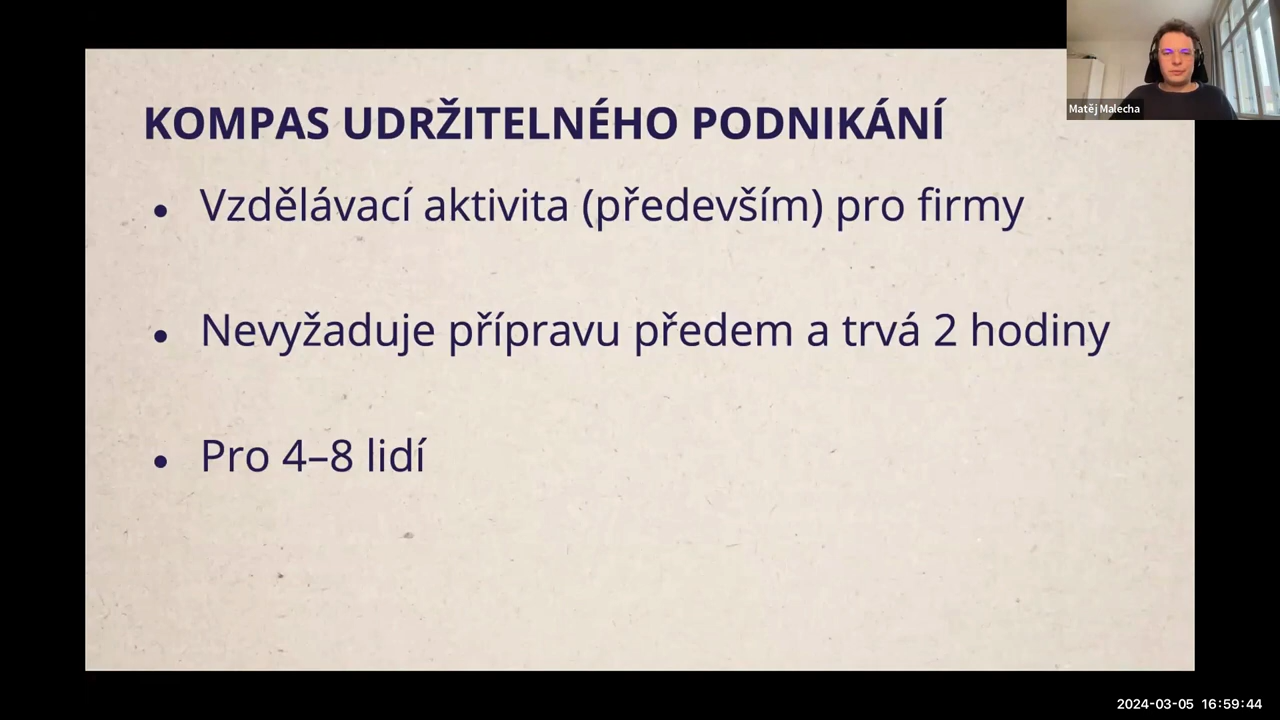 KOMPAS UDRŽITELNÉHO PODNIKÁNÍ
Matěj Malecha
• Vzdělávací aktivita (především) pro firmy
• Nevyžaduje přípravu předem a trvá 2 hodiny
• Pro 4–8 lidí
2024-03-05 16:59:44